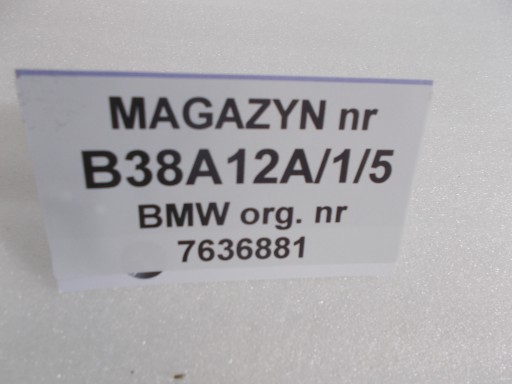 MAGAZYN nr
B38A12A/1/5
BMW org. nr
7636881